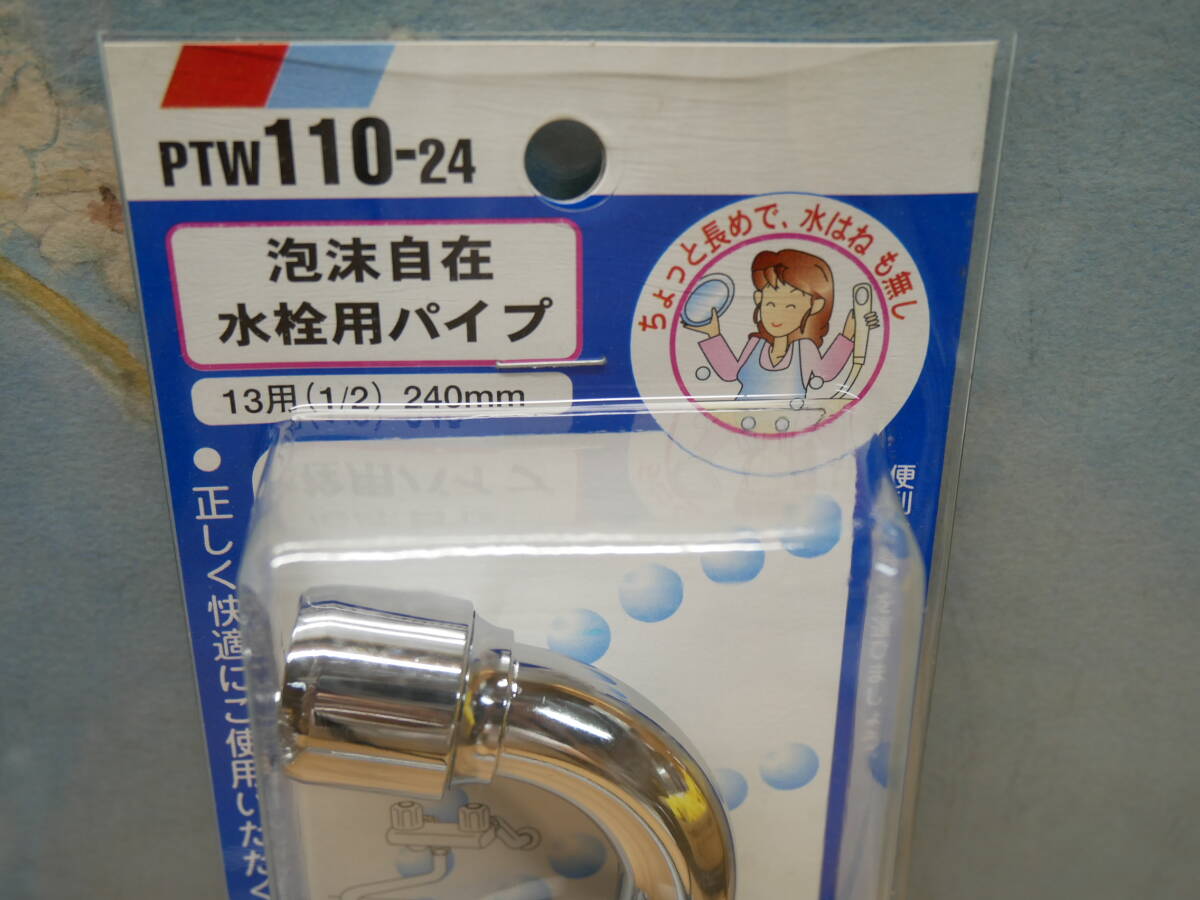 PTW110-24
泡沫自在
水栓用パイプ
13用(1/2) 240mm
ちょっと長めで、水はねも無し
●正しく快適にご使用いただく
便利